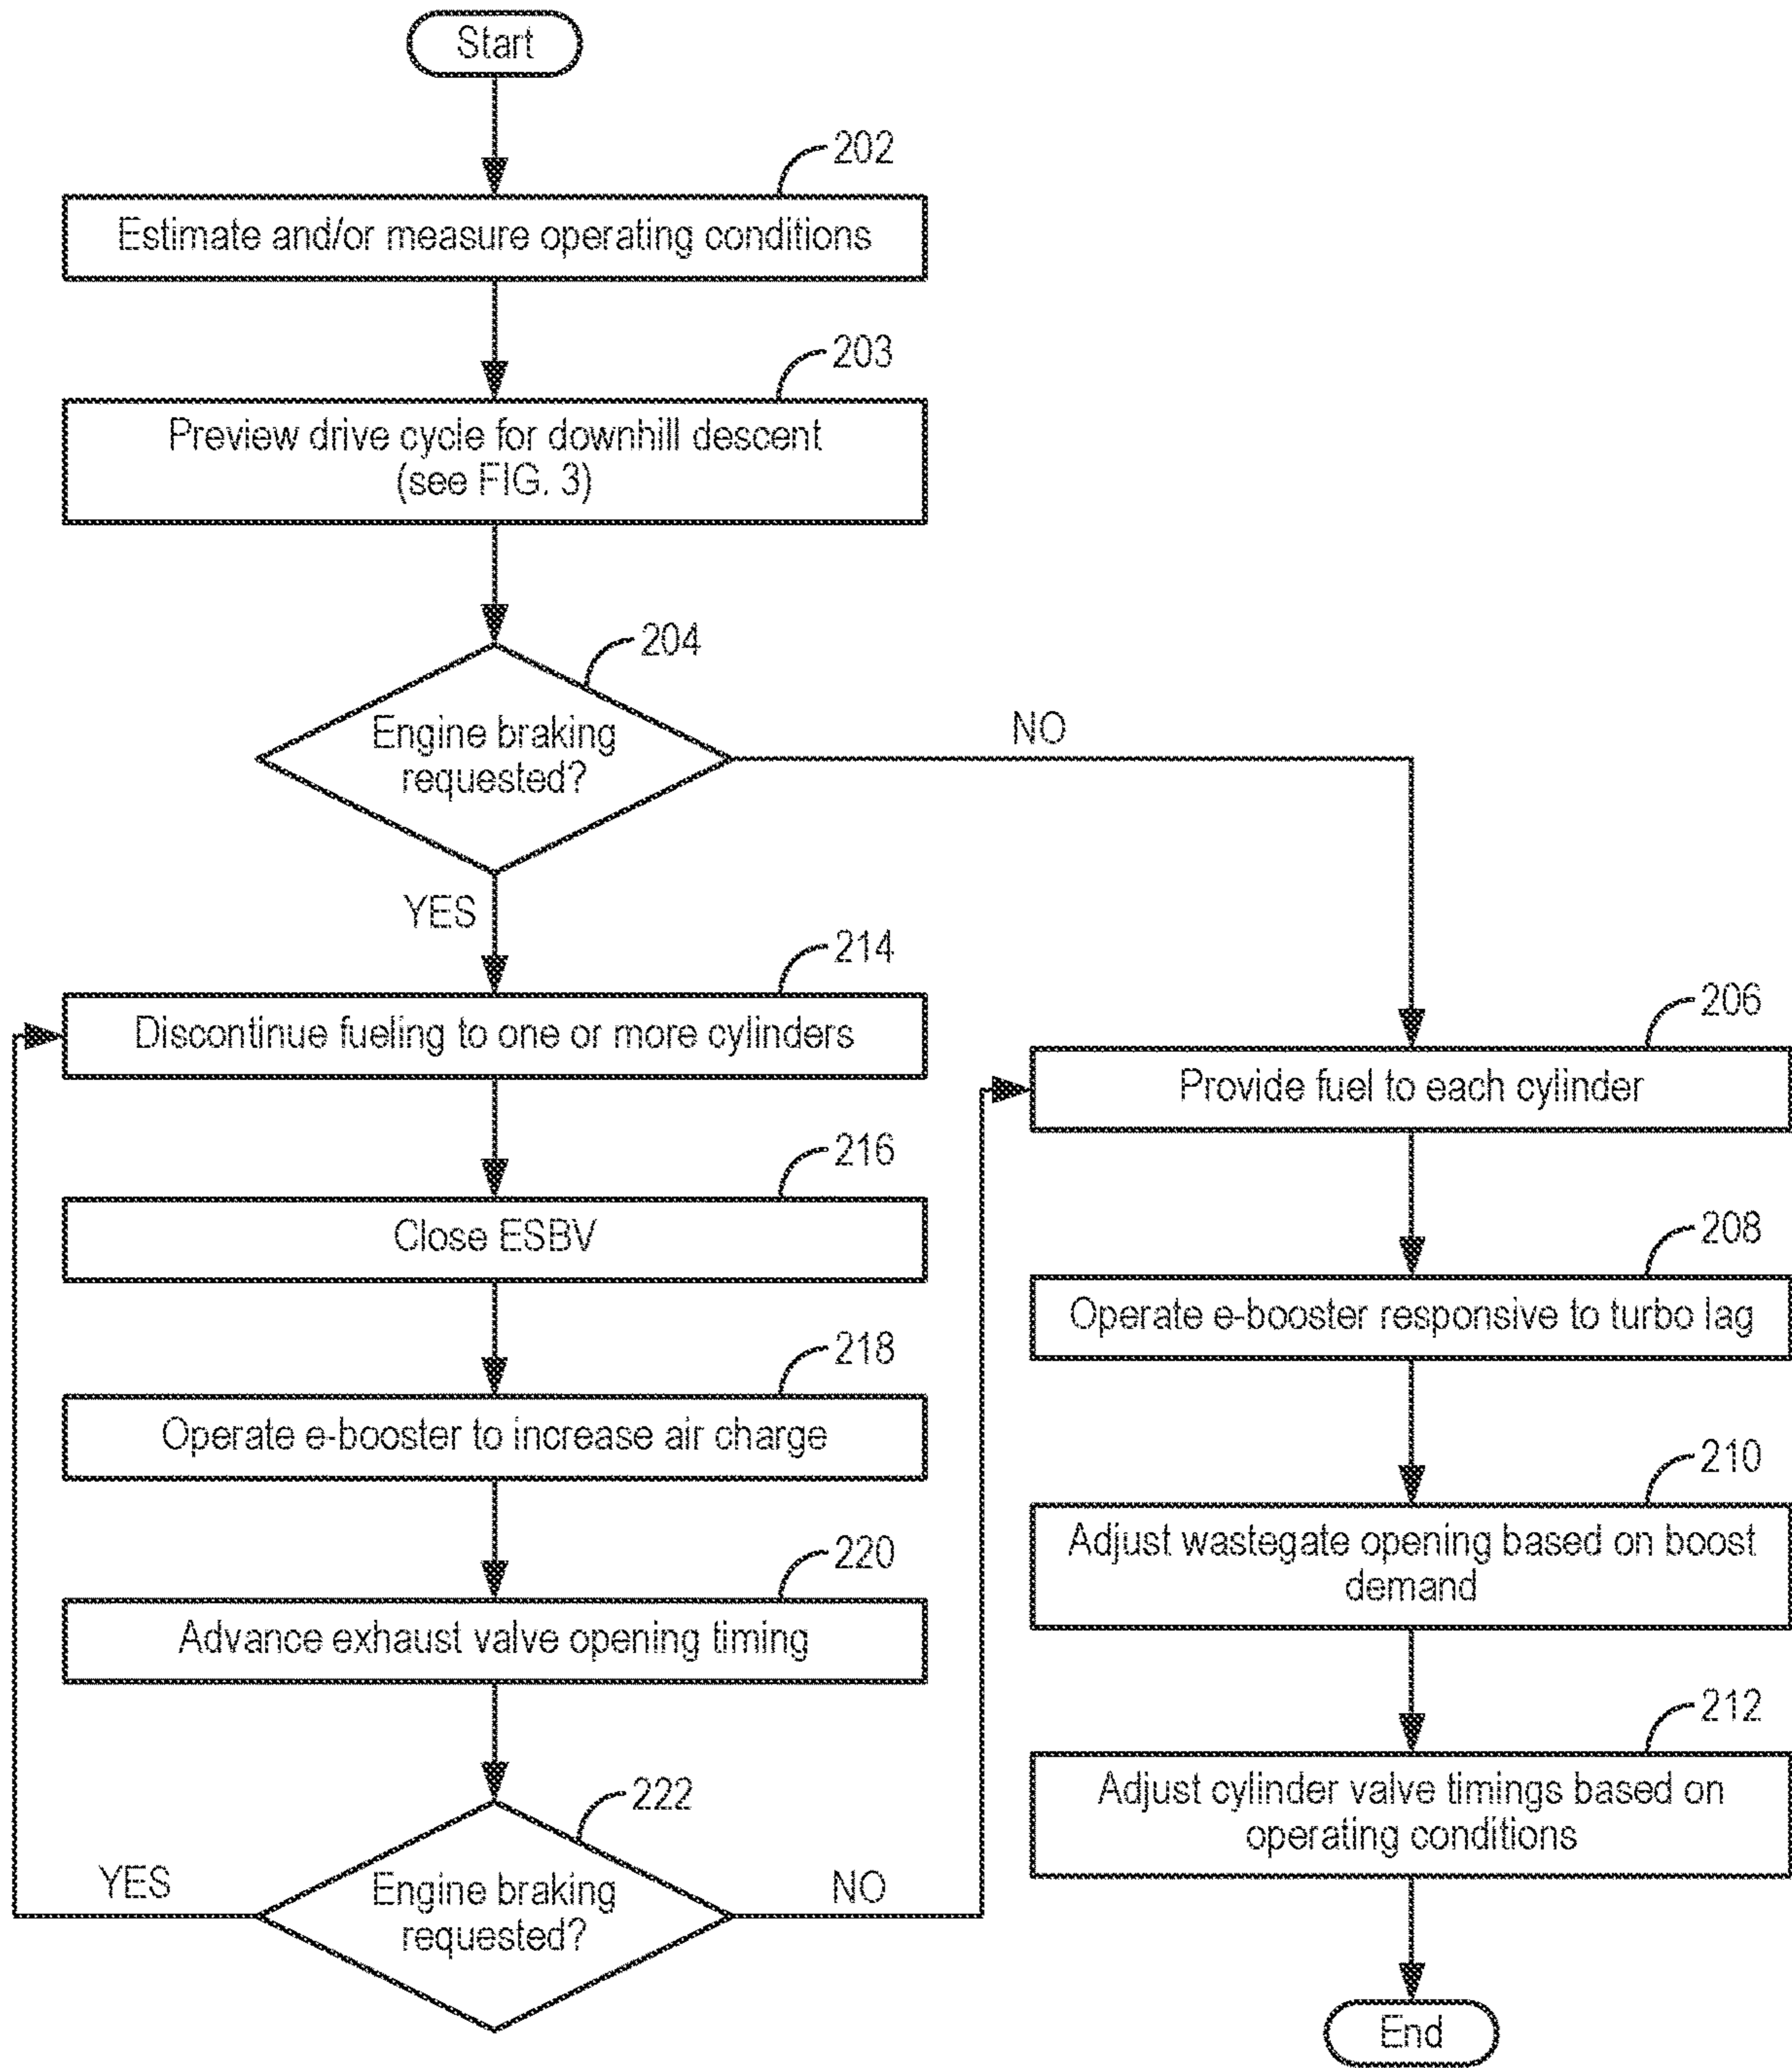 Start
202
Estimate and/or measure operating conditions
203
Preview drive cycle for downhill descent
(see FIG. 3)
204
Engine braking
requested?
NO
YES
214
Discontinue fueling to one or more cylinders
216
Close ESBV
218
Operate e-booster to increase air charge
220
Advance exhaust valve opening timing
222
Engine braking
requested?
YES
NO
206
Provide fuel to each cylinder
208
Operate e-booster responsive to turbo lag
210
Adjust wastegate opening based on boost
demand
212
Adjust cylinder valve timings based on
operating conditions
End